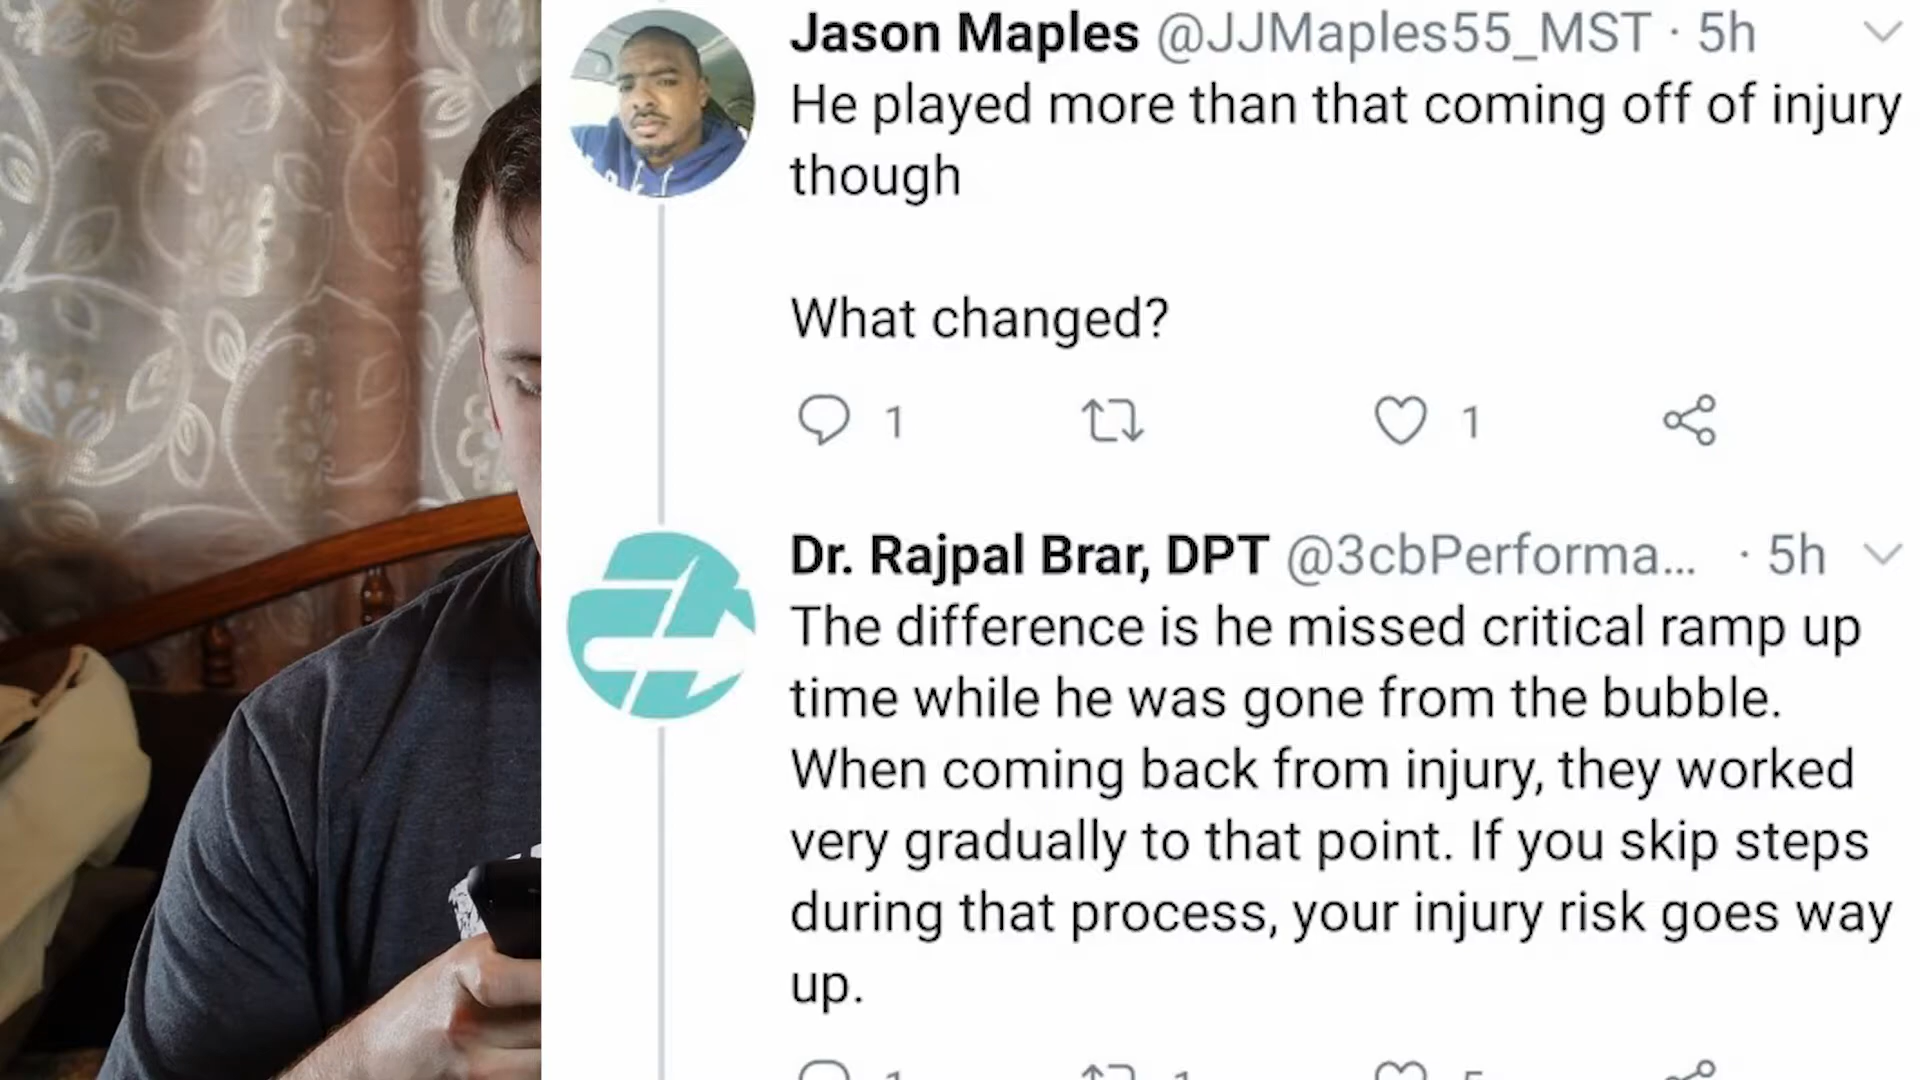 Jason Maples @JJMaples55_MST · 5h
He played more than that coming off of injury
though
What changed?
1 1
Dr. Rajpal Brar, DPT @3cbPerforma... · 5h
The difference is he missed critical ramp up
time while he was gone from the bubble.
When coming back from injury, they worked
very gradually to that point. If you skip steps
during that process, your injury risk goes way
up.
1 1 5